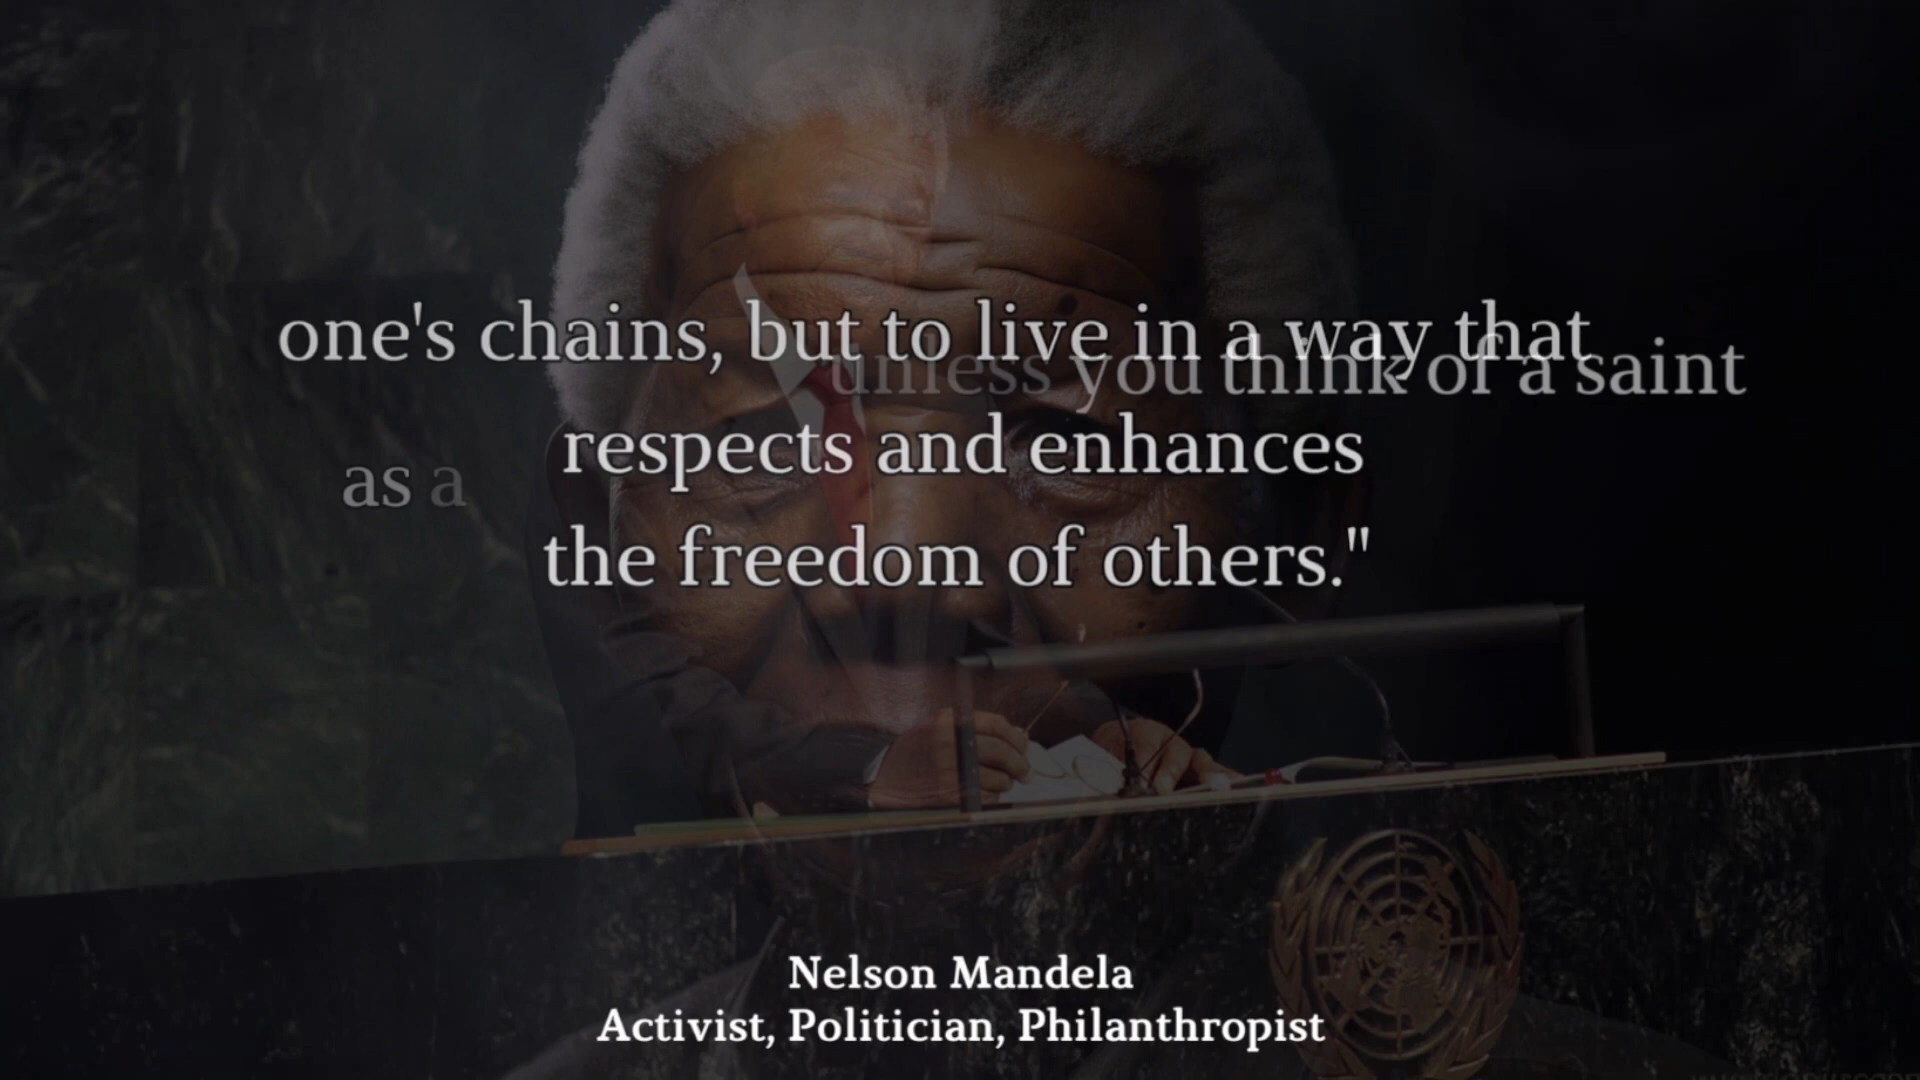 one's chains, but to live in a way that
unless you think of a saint
respects and enhances
as a
the freedom of others."
Nelson Mandela
Activist, Politician, Philanthropist